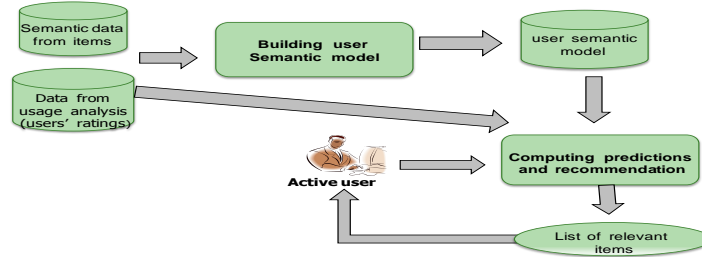 Semantic data
from items
Building user
Semantic model
user semantic
model
Data from
usage analysis
(users' ratings)
Active user
Computing predictions
and recommendation
List of relevant
items